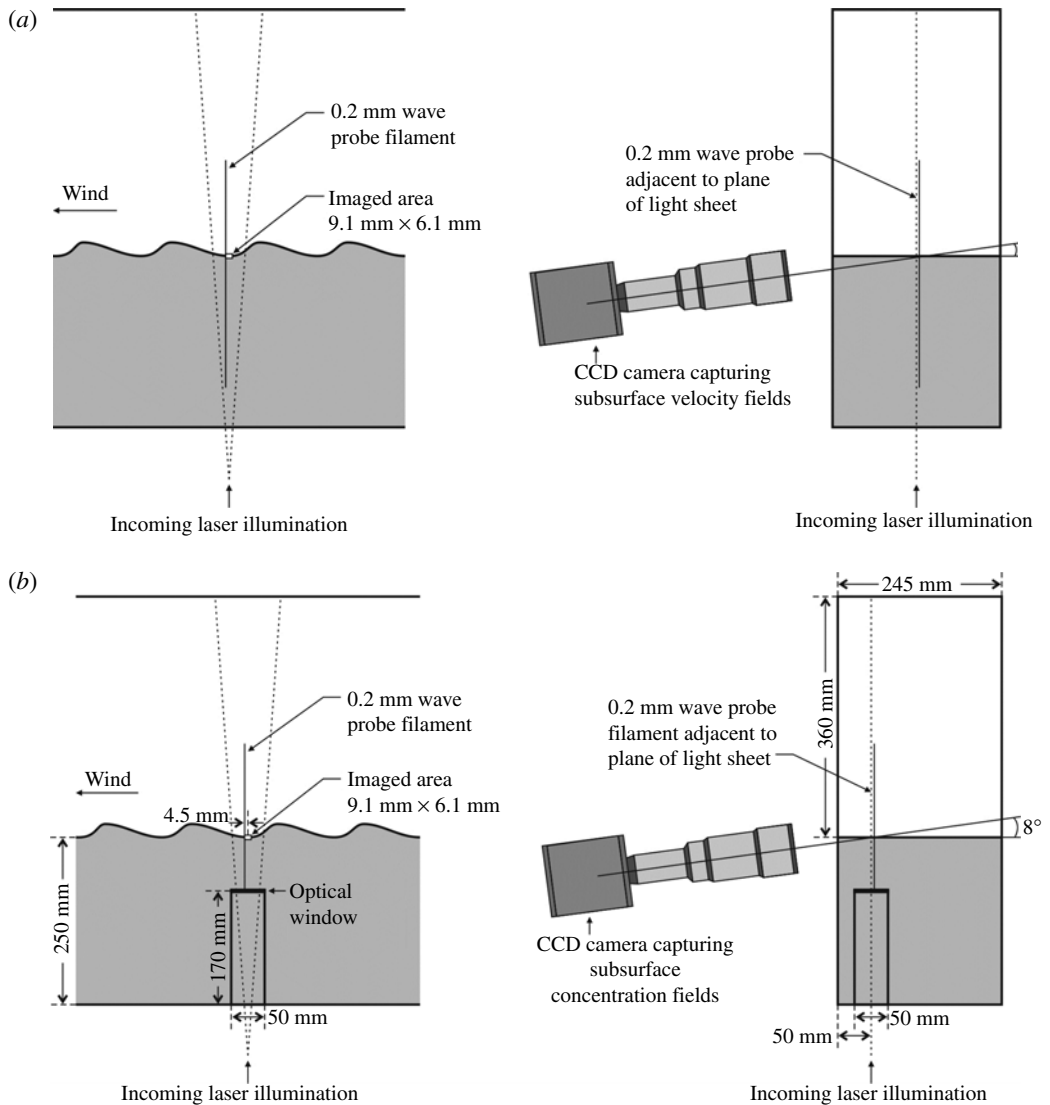 (a)
0.2 mm wave
probe filament
Wind
Imaged area
9.1 mm × 6.1 mm
Incoming laser illumination
0.2 mm wave probe
adjacent to plane
of light sheet
CCD camera capturing
subsurface velocity fields
Incoming laser illumination
(b)
0.2 mm wave
probe filament
Wind
Imaged area
9.1 mm × 6.1 mm
4.5 mm
Optical
window
250 mm
170 mm
50 mm
Incoming laser illumination
245 mm
360 mm
0.2 mm wave probe
filament adjacent to
plane of light sheet
8°
CCD camera capturing
subsurface
concentration fields
50 mm
50 mm
Incoming laser illumination